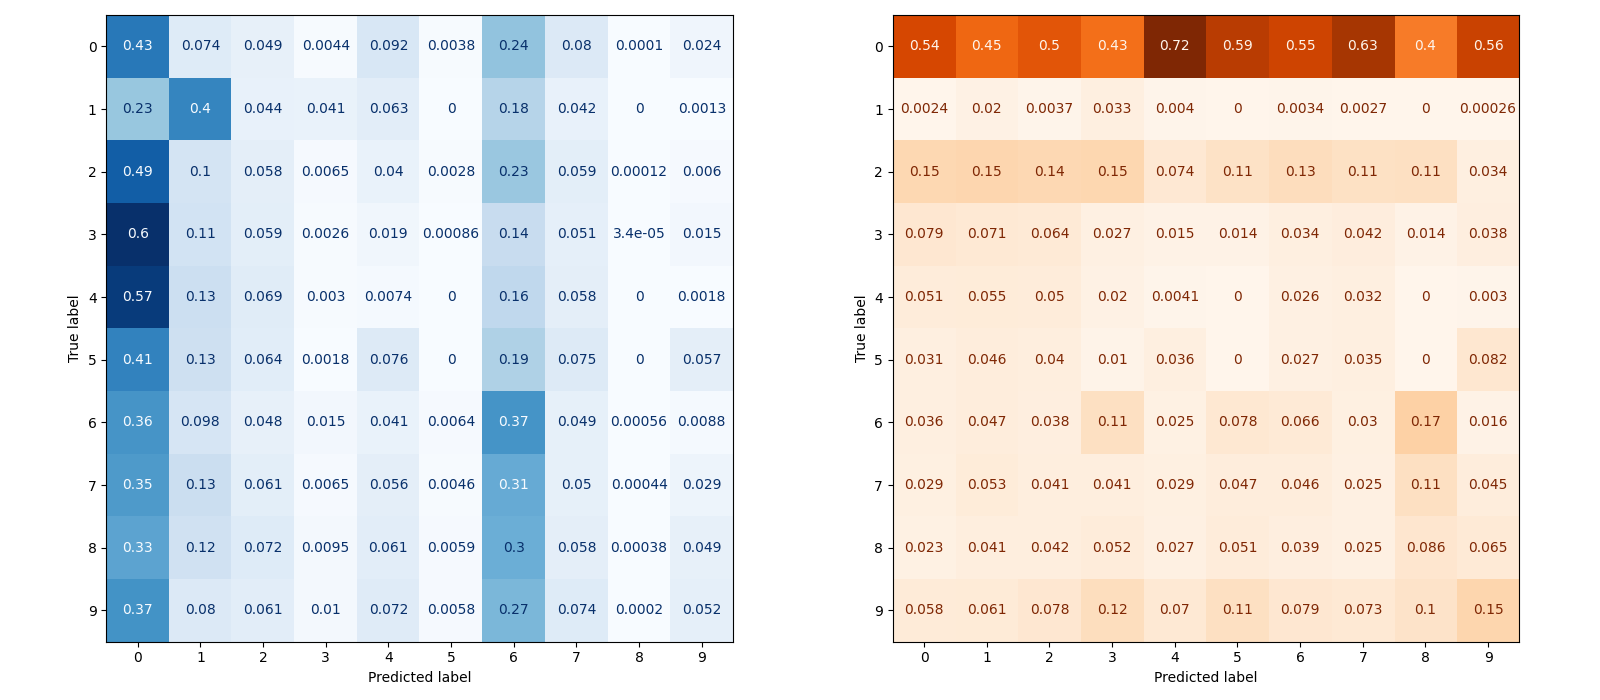 0 0.43 0.074 0.049 0.0044 0.092 0.0038 0.24 0.08 0.0001 0.024
1 0.23 0.4 0.044 0.041 0.063 0 0.18 0.042 0 0.0013
2 0.49 0.1 0.058 0.0065 0.04 0.0028 0.23 0.059 0.00012 0.006
3 0.6 0.11 0.059 0.0026 0.019 0.00086 0.14 0.051 3.4e-05 0.015
4 0.57 0.13 0.069 0.003 0.0074 0 0.16 0.058 0 0.0018
5 0.41 0.13 0.064 0.0018 0.076 0 0.19 0.075 0 0.057
6 0.36 0.098 0.048 0.015 0.041 0.0064 0.37 0.049 0.00056 0.0088
7 0.35 0.13 0.061 0.0065 0.056 0.0046 0.31 0.05 0.00044 0.029
8 0.33 0.12 0.072 0.0095 0.061 0.0059 0.3 0.058 0.00038 0.049
9 0.37 0.08 0.061 0.01 0.072 0.0058 0.27 0.074 0.0002 0.052
0 1 2 3 4 5 6 7 8 9
Predicted label
True label
0 0.54 0.45 0.5 0.43 0.72 0.59 0.55 0.63 0.4 0.56
1 0.0024 0.02 0.0037 0.033 0.004 0 0.0034 0.0027 0 0.00026
2 0.15 0.15 0.14 0.15 0.074 0.11 0.13 0.11 0.11 0.034
3 0.079 0.071 0.064 0.027 0.015 0.014 0.034 0.042 0.014 0.038
4 0.051 0.055 0.05 0.02 0.0041 0 0.026 0.032 0 0.003
5 0.031 0.046 0.04 0.01 0.036 0 0.027 0.035 0 0.082
6 0.036 0.047 0.038 0.11 0.025 0.078 0.066 0.03 0.17 0.016
7 0.029 0.053 0.041 0.041 0.029 0.047 0.046 0.025 0.11 0.045
8 0.023 0.041 0.042 0.052 0.027 0.051 0.039 0.025 0.086 0.065
9 0.058 0.061 0.078 0.12 0.07 0.11 0.079 0.073 0.1 0.15
0 1 2 3 4 5 6 7 8 9
Predicted label
True label